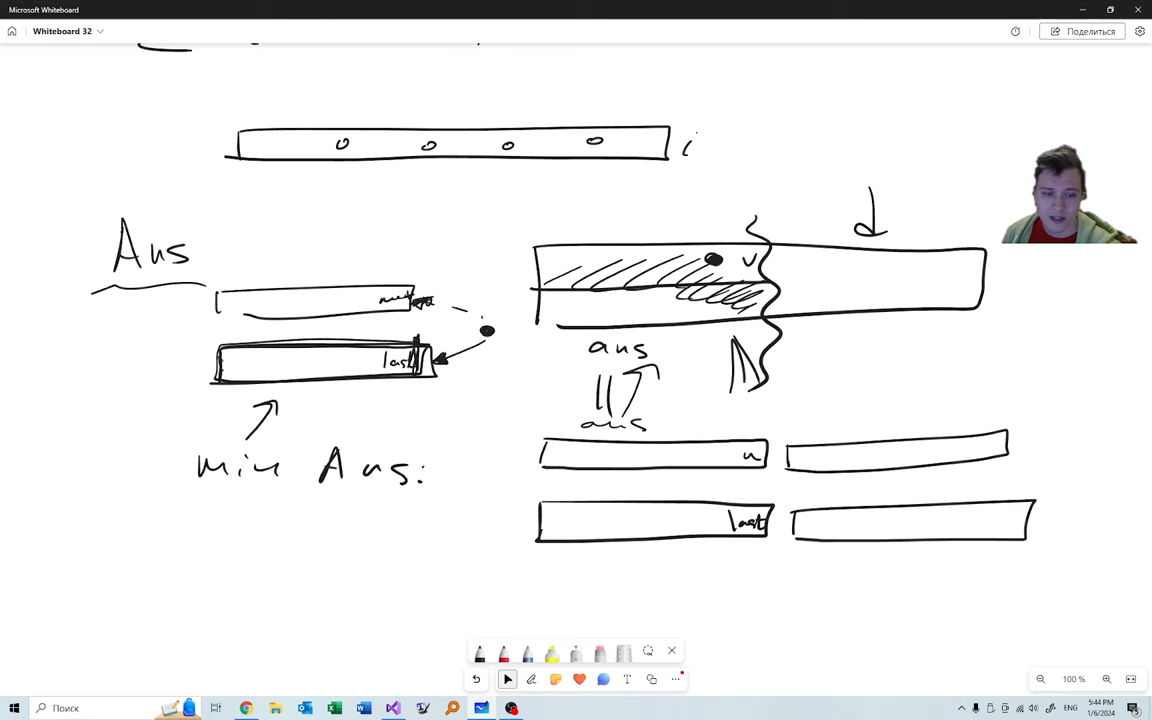 Microsoft Whiteboard
Whiteboard 32
Поделиться
i
Ans
v
last
ans
ans
min Ans:
u
last
100 %
Поиск
ENG
5:44 PM
1/6/2024
5